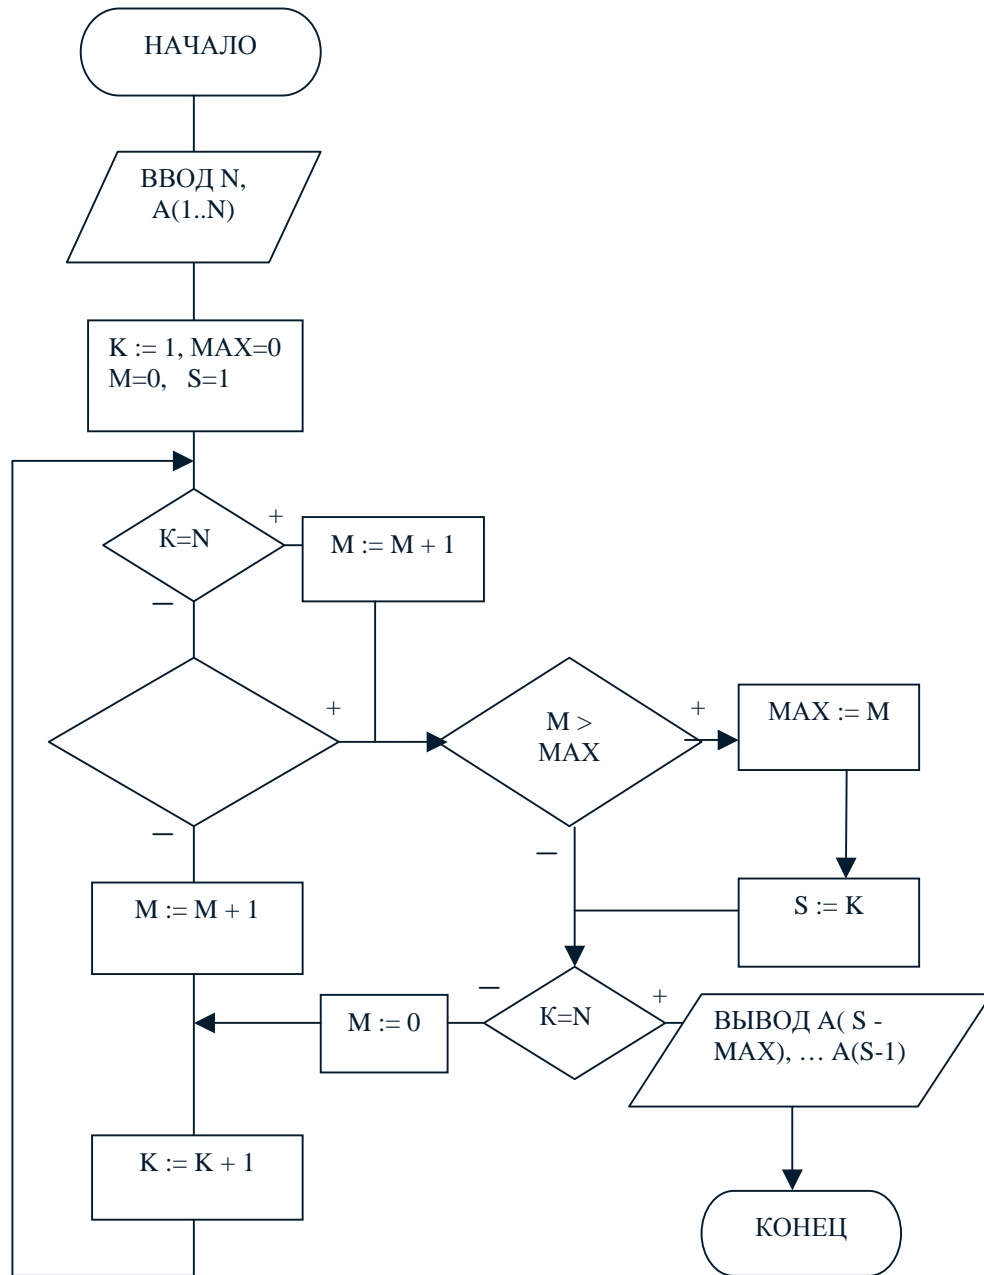 НАЧАЛО
ВВОД N,
A(1..N)
K := 1, MAX=0
M=0, S=1
K=N
+
M := M + 1
–
+
M >
MAX
+
MAX := M
–
–
M := M + 1
S := K
–
M := 0
K=N
+
ВЫВОД A( S -
MAX), … A(S-1)
K := K + 1
КОНЕЦ